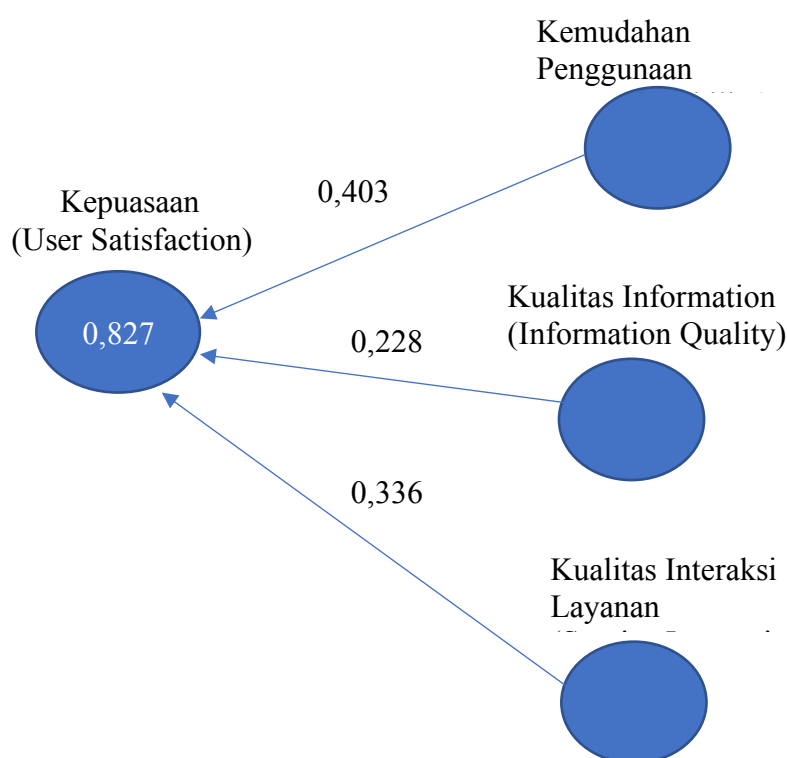 Kemudahan
Penggunaan
0,403
Kepuasaan
(User Satisfaction)
0,827
Kualitas Information
(Information Quality)
0,228
0,336
Kualitas Interaksi
Layanan